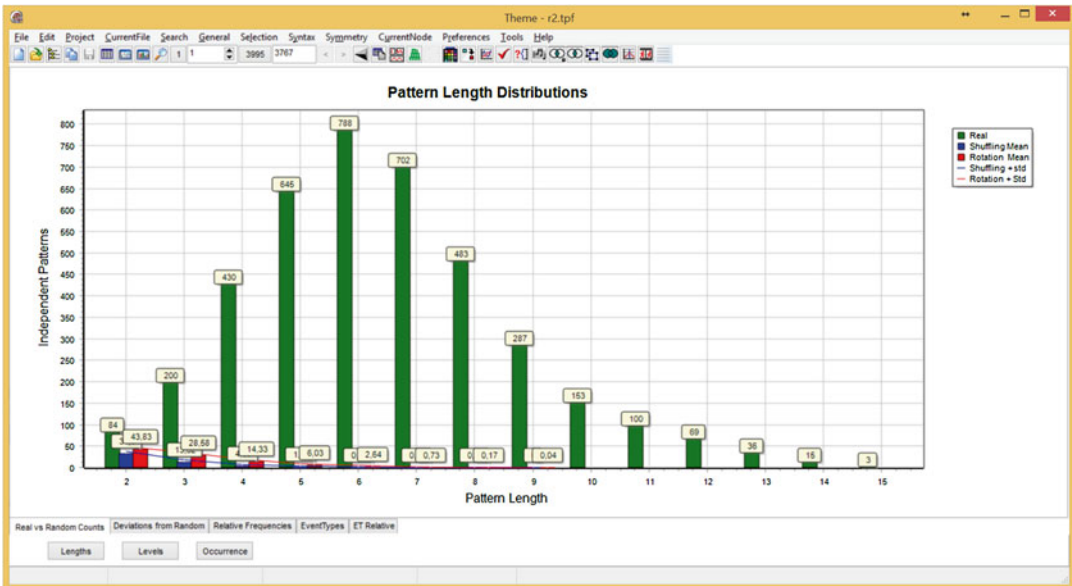 Theme - r2.tpf
File Edit Project CurrentFile Search General Selection Syntax Symmetry CurrentNode Preferences Tools Help
1 1 3995 3767
Pattern Length Distributions
Real
Shuffling Mean
Rotation Mean
Shuffling + std
Rotation + Std
Independent Patterns
800
750
700
650
600
550
500
450
400
350
300
250
200
150
100
50
0
84 200 430 645 788 702 483 287 153 100 69 36 15 3
43,83 28,58 14,33 6,03 2,64 0,73 0,17 0,04
2 3 4 5 6 7 8 9 10 11 12 13 14 15
Pattern Length
Real vs Random Counts Deviations from Random Relative Frequencies EventTypes ET Relative
Lengths Levels Occurrence